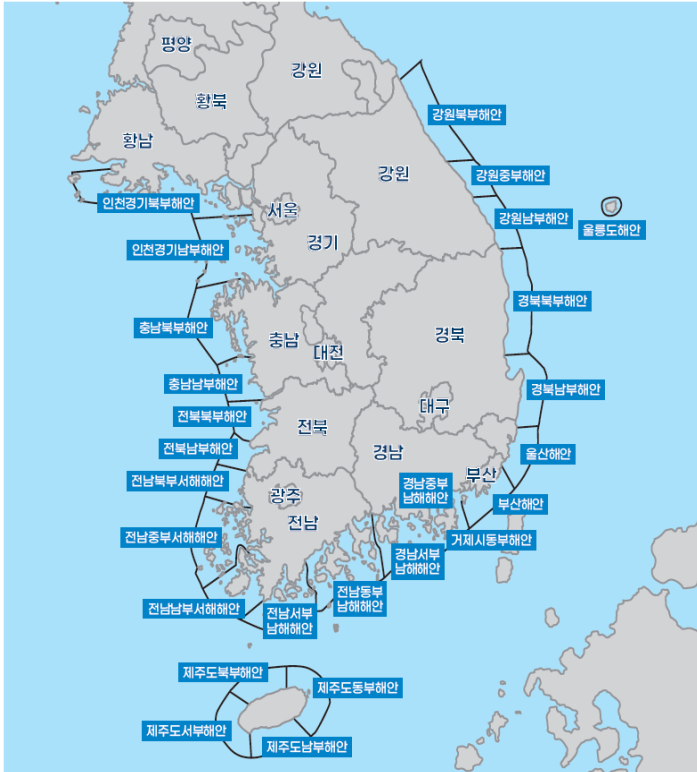 평양
강원
황북
강원북부해안
황남
강원
강원중부해안
인천경기북부해안
서울
울릉도해안
강원남부해안
경기
인천경기남부해안
경북북부해안
충남북부해안
경북
충남
대전
충남남부해안
경북남부해안
대구
전북북부해안
전북
전북남부해안
경남
울산해안
부산
전남북부서해해안
경남중부
남해해안
광주
부산해안
전남
전남중부서해해안
거제시동부해안
경남서부
남해해안
전남동부
남해해안
전남남부서해해안
전남서부
남해해안
제주도북부해안
제주도동부해안
제주도서부해안
제주도남부해안